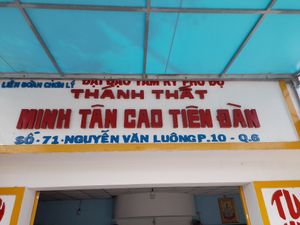 LIÊN ĐOÀN CHƠN LÝ
ĐẠI ĐẠO TAM KỲ PHỔ ĐỘ
THÁNH THẤT
MINH TÂN CAO TIÊN ĐÀN
SỐ-71-NGUYỄN VĂN LUÔNG P.10 - Q.6
TU